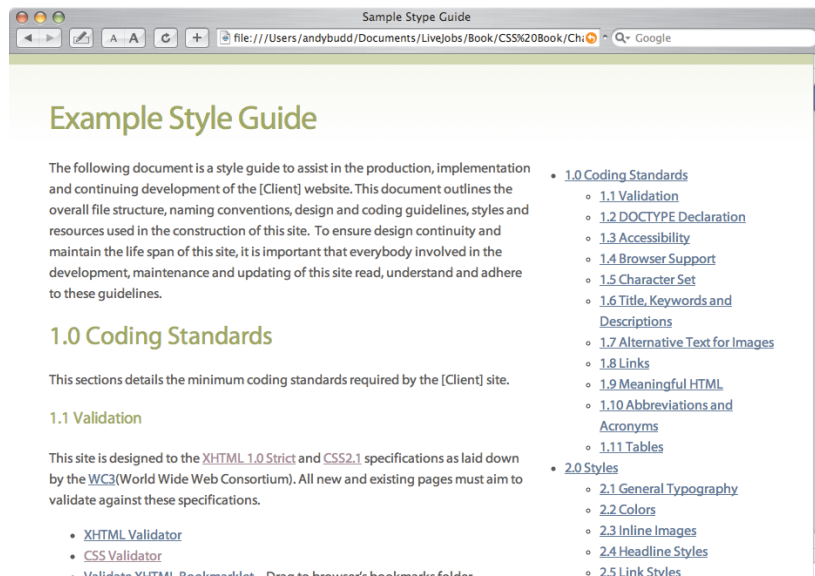 Sample Stype Guide
A A
file:///Users/andybudd/Documents/LiveJobs/Book/CSS%20Book/Cha
Google
Example Style Guide
The following document is a style guide to assist in the production, implementation
and continuing development of the [Client] website. This document outlines the
overall file structure, naming conventions, design and coding guidelines, styles and
resources used in the construction of this site. To ensure design continuity and
maintain the life span of this site, it is important that everybody involved in the
development, maintenance and updating of this site read, understand and adhere
to these guidelines.
1.0 Coding Standards
This sections details the minimum coding standards required by the [Client] site.
1.1 Validation
This site is designed to the XHTML 1.0 Strict and CSS2.1 specifications as laid down
by the WC3(World Wide Web Consortium). All new and existing pages must aim to
validate against these specifications.
XHTML Validator
CSS Validator
Validate XHTML Bookmarklet - Drag to browser's bookmarks folder
1.0 Coding Standards
1.1 Validation
1.2 DOCTYPE Declaration
1.3 Accessibility
1.4 Browser Support
1.5 Character Set
1.6 Title, Keywords and
Descriptions
1.7 Alternative Text for Images
1.8 Links
1.9 Meaningful HTML
1.10 Abbreviations and
Acronyms
1.11 Tables
2.0 Styles
2.1 General Typography
2.2 Colors
2.3 Inline Images
2.4 Headline Styles
2.5 Link Styles